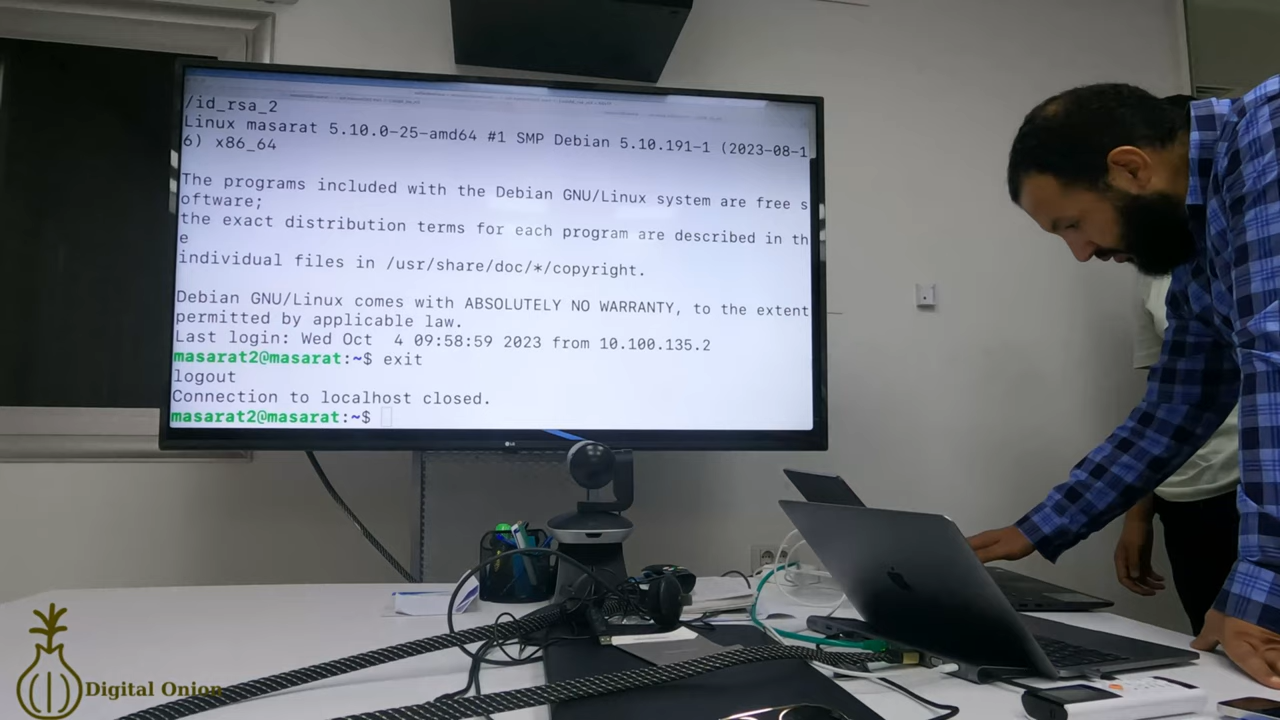 /id_rsa_2
Linux masarat 5.10.0-25-amd64 #1 SMP Debian 5.10.191-1 (2023-08-1
6) x86_64
The programs included with the Debian GNU/Linux system are free s
oftware;
the exact distribution terms for each program are described in th
e
individual files in /usr/share/doc/*/copyright.
Debian GNU/Linux comes with ABSOLUTELY NO WARRANTY, to the extent
permitted by applicable law.
Last login: Wed Oct  4 09:58:59 2023 from 10.100.135.2
masarat2@masarat:~$ exit
logout
Connection to localhost closed.
masarat2@masarat:~$
LG
Digital Onion